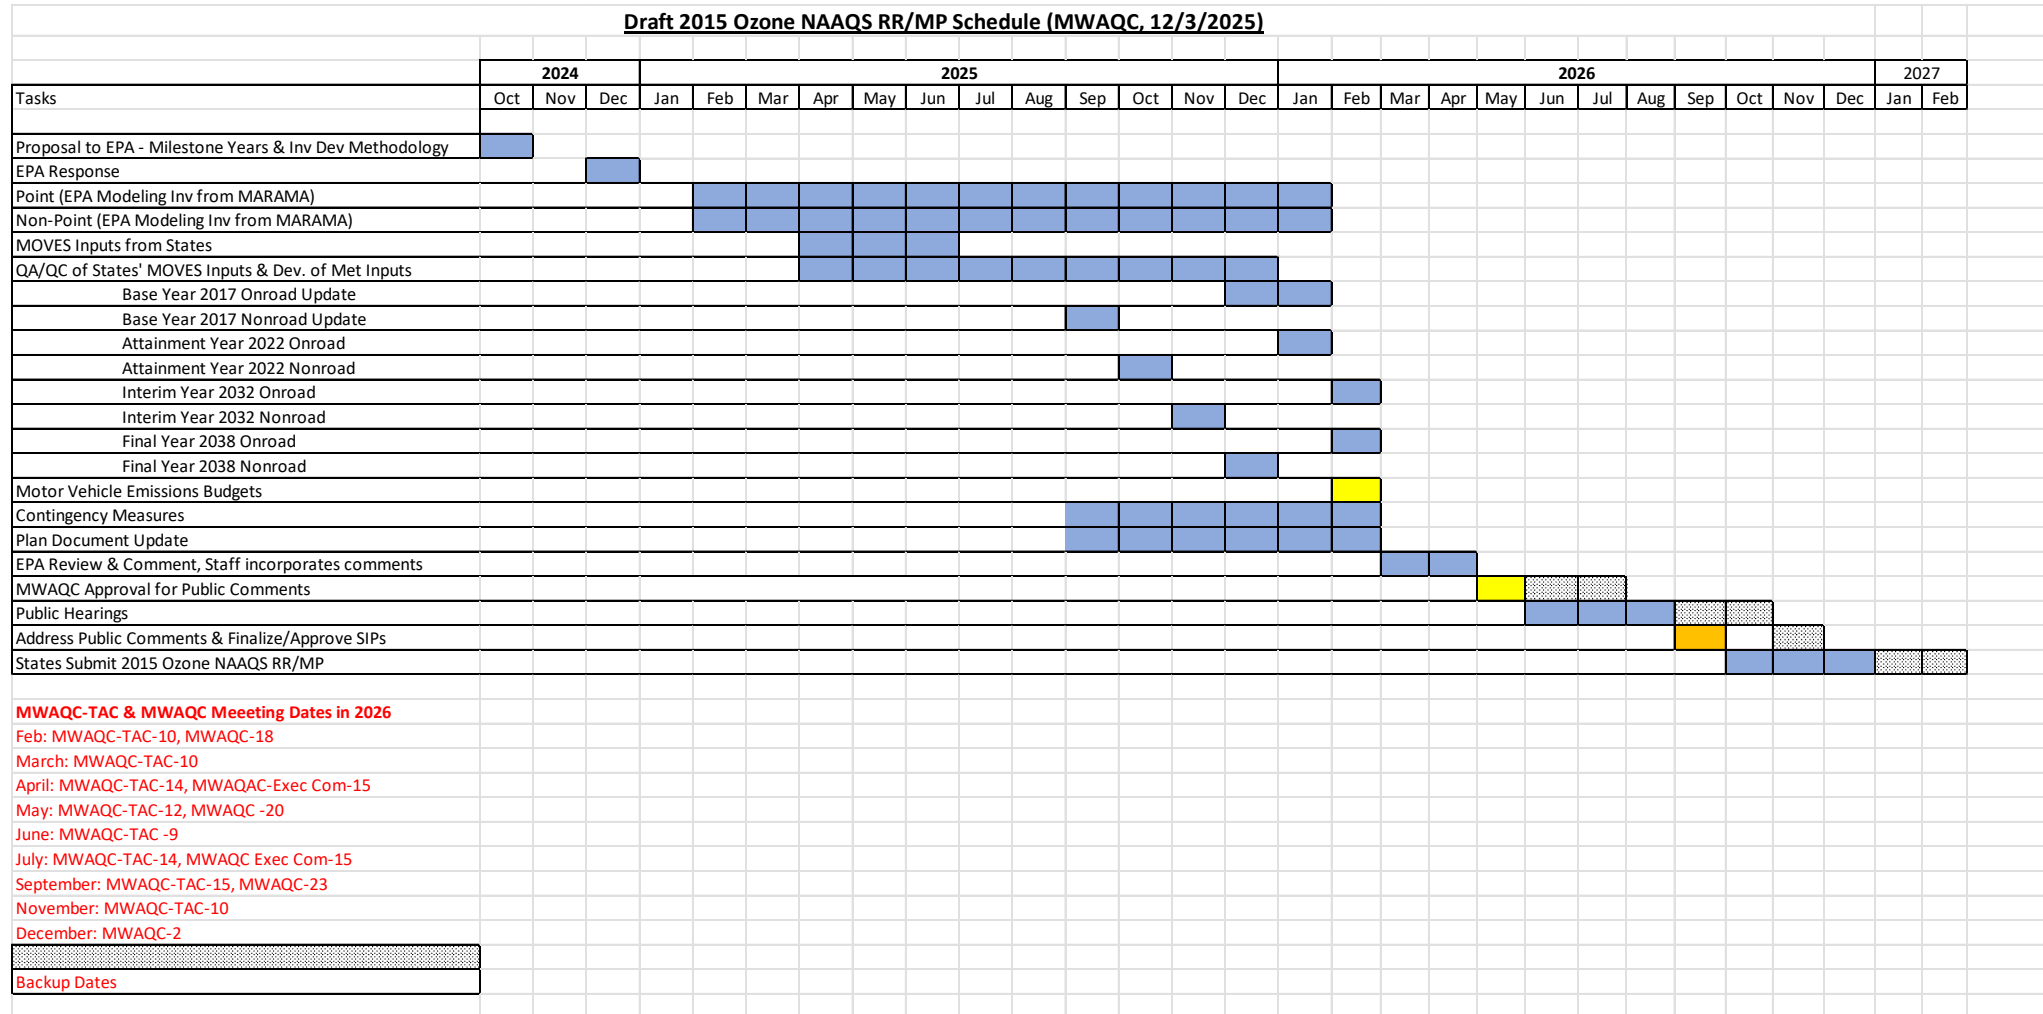 Draft 2015 Ozone NAAQS RR/MP Schedule (MWAQC, 12/3/2025)
2024 2025 2026 2027
Tasks Oct Nov Dec Jan Feb Mar Apr May Jun Jul Aug Sep Oct Nov Dec Jan Feb Mar Apr May Jun Jul Aug Sep Oct Nov Dec Jan Feb
Proposal to EPA - Milestone Years & Inv Dev Methodology
EPA Response
Point (EPA Modeling Inv from MARAMA)
Non-Point (EPA Modeling Inv from MARAMA)
MOVES Inputs from States
QA/QC of States' MOVES Inputs & Dev. of Met Inputs
Base Year 2017 Onroad Update
Base Year 2017 Nonroad Update
Attainment Year 2022 Onroad
Attainment Year 2022 Nonroad
Interim Year 2032 Onroad
Interim Year 2032 Nonroad
Final Year 2038 Onroad
Final Year 2038 Nonroad
Motor Vehicle Emissions Budgets
Contingency Measures
Plan Document Update
EPA Review & Comment, Staff incorporates comments
MWAQC Approval for Public Comments
Public Hearings
Address Public Comments & Finalize/Approve SIPs
States Submit 2015 Ozone NAAQS RR/MP
MWAQC-TAC & MWAQC Meeeting Dates in 2026
Feb: MWAQC-TAC-10, MWAQC-18
March: MWAQC-TAC-10
April: MWAQC-TAC-14, MWAQAC-Exec Com-15
May: MWAQC-TAC-12, MWAQC -20
June: MWAQC-TAC -9
July: MWAQC-TAC-14, MWAQC Exec Com-15
September: MWAQC-TAC-15, MWAQC-23
November: MWAQC-TAC-10
December: MWAQC-2
Backup Dates